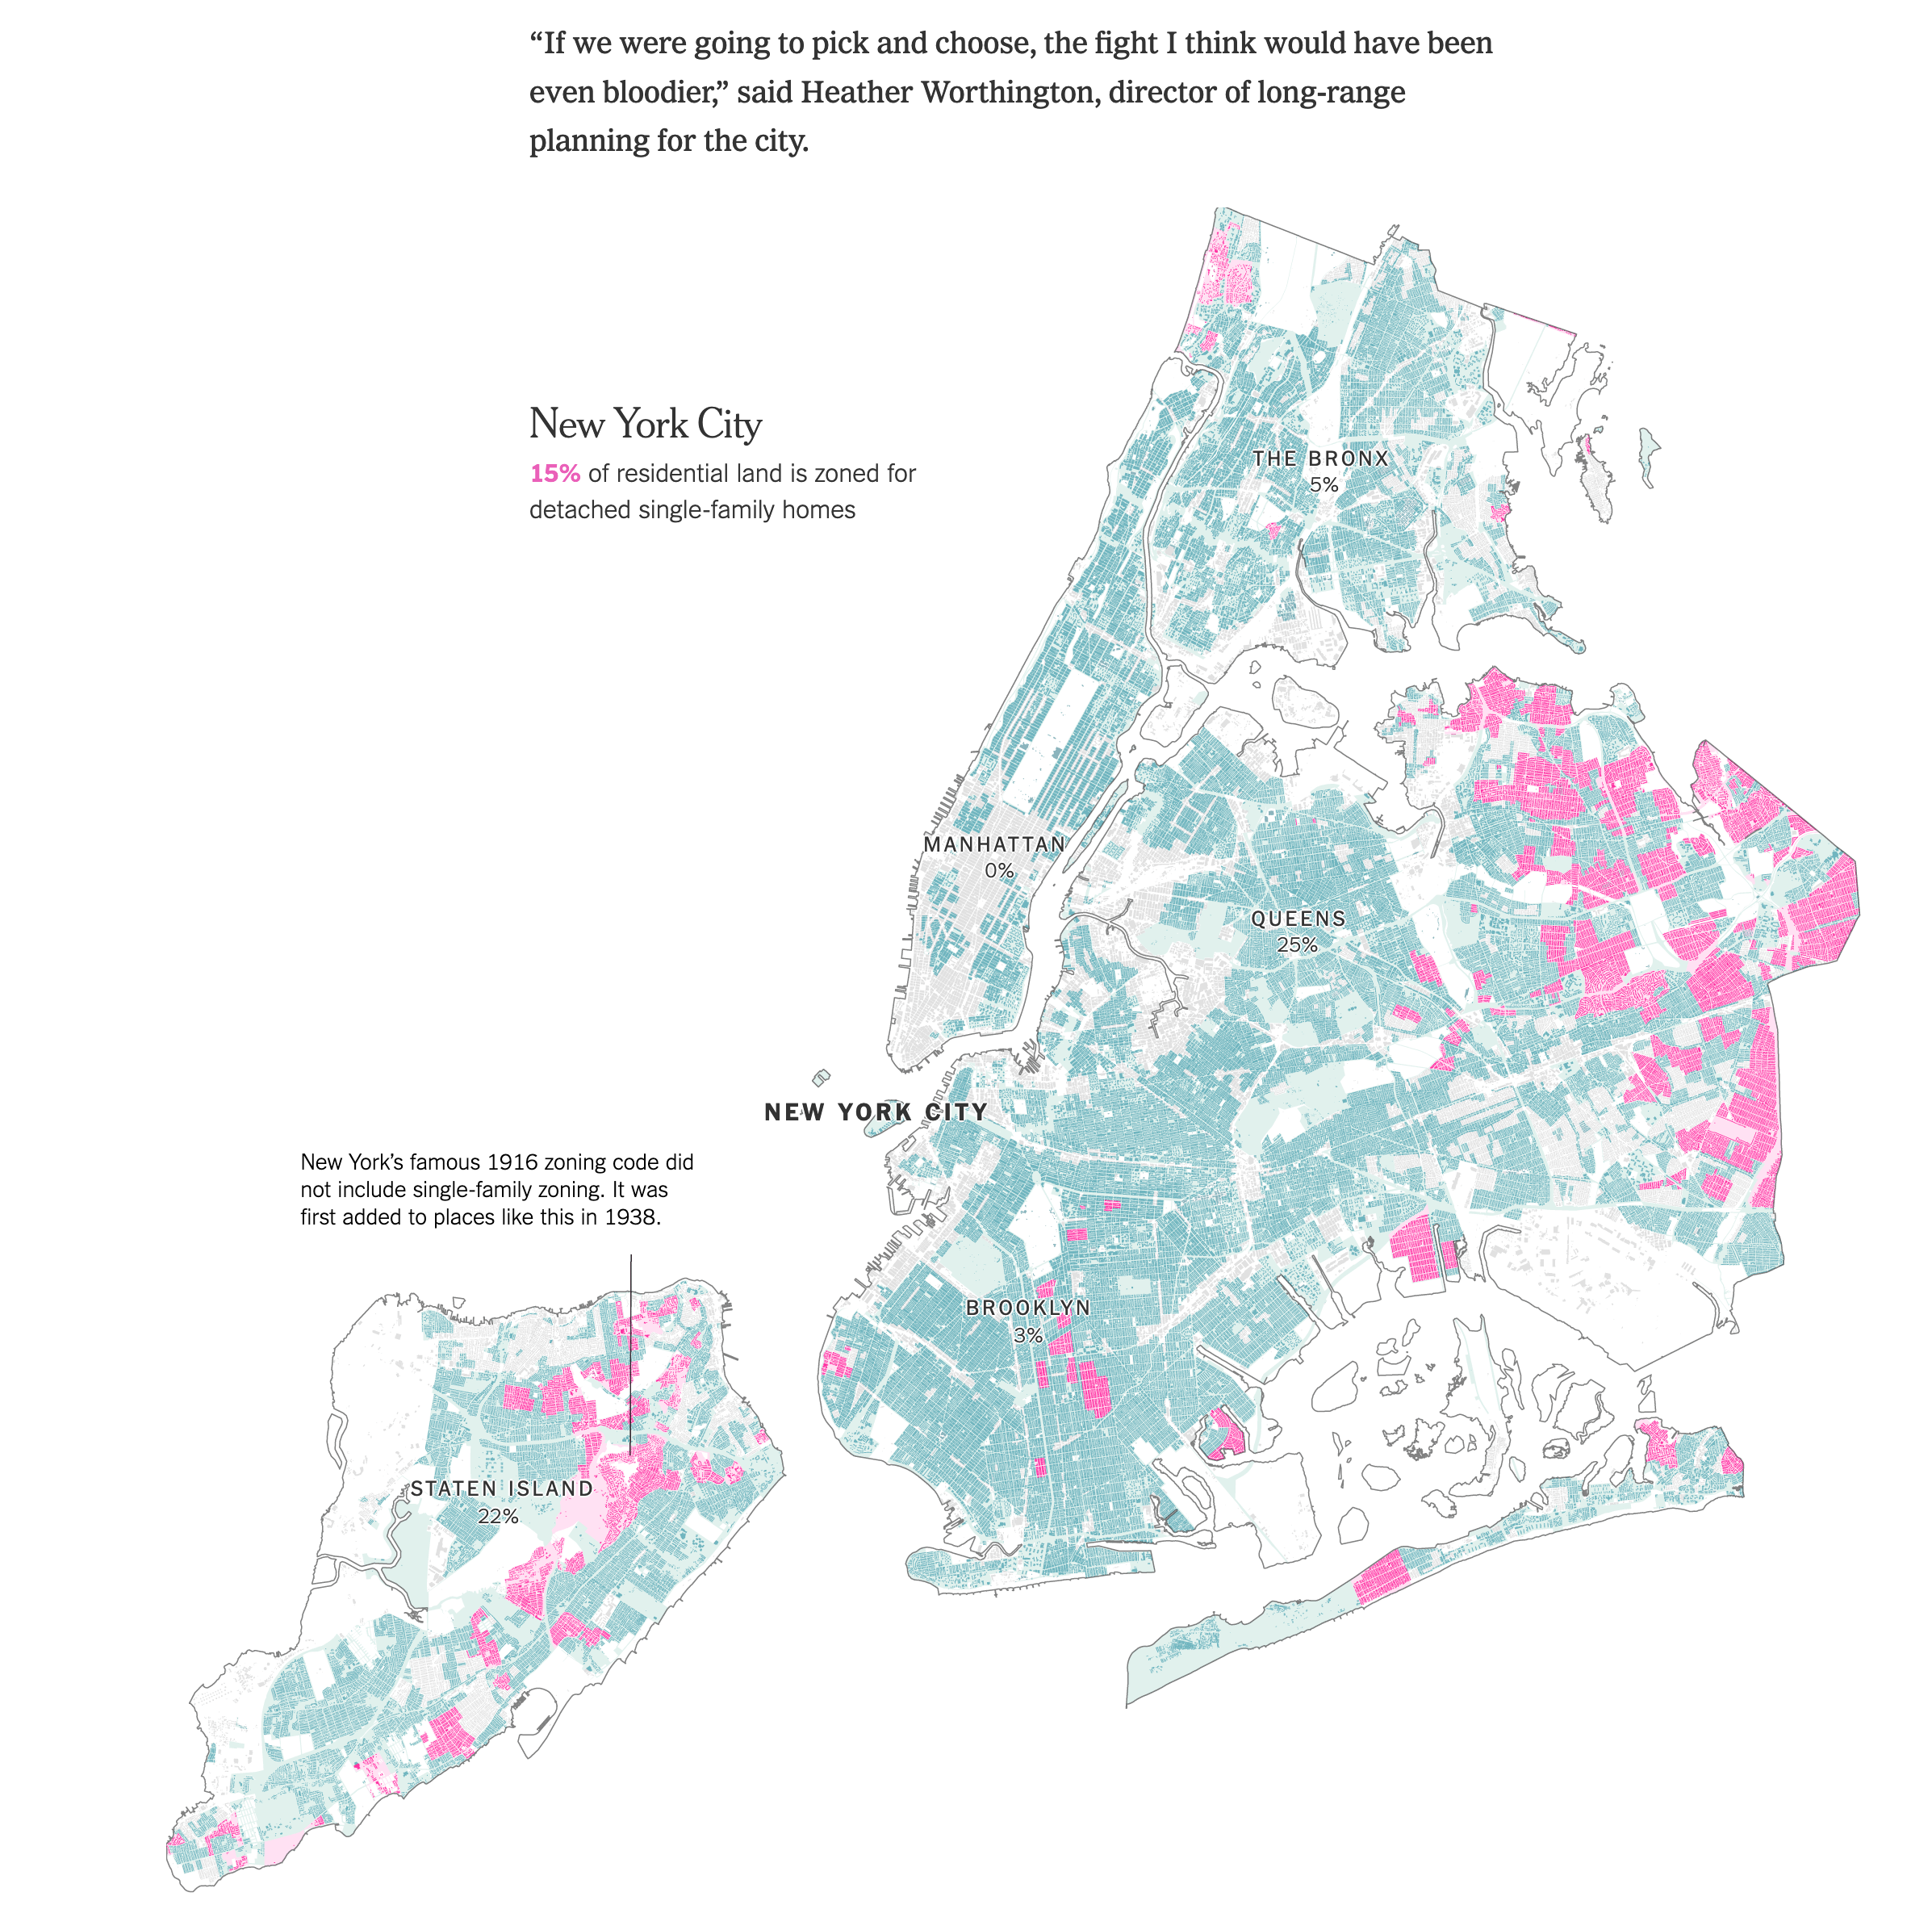 “If we were going to pick and choose, the fight I think would have been
even bloodier,” said Heather Worthington, director of long-range
planning for the city.
New York City
15% of residential land is zoned for
detached single-family homes
THE BRONX
5%
MANHATTAN
0%
QUEENS
25%
NEW YORK CITY
New York’s famous 1916 zoning code did
not include single-family zoning. It was
first added to places like this in 1938.
BROOKLYN
3%
STATEN ISLAND
22%